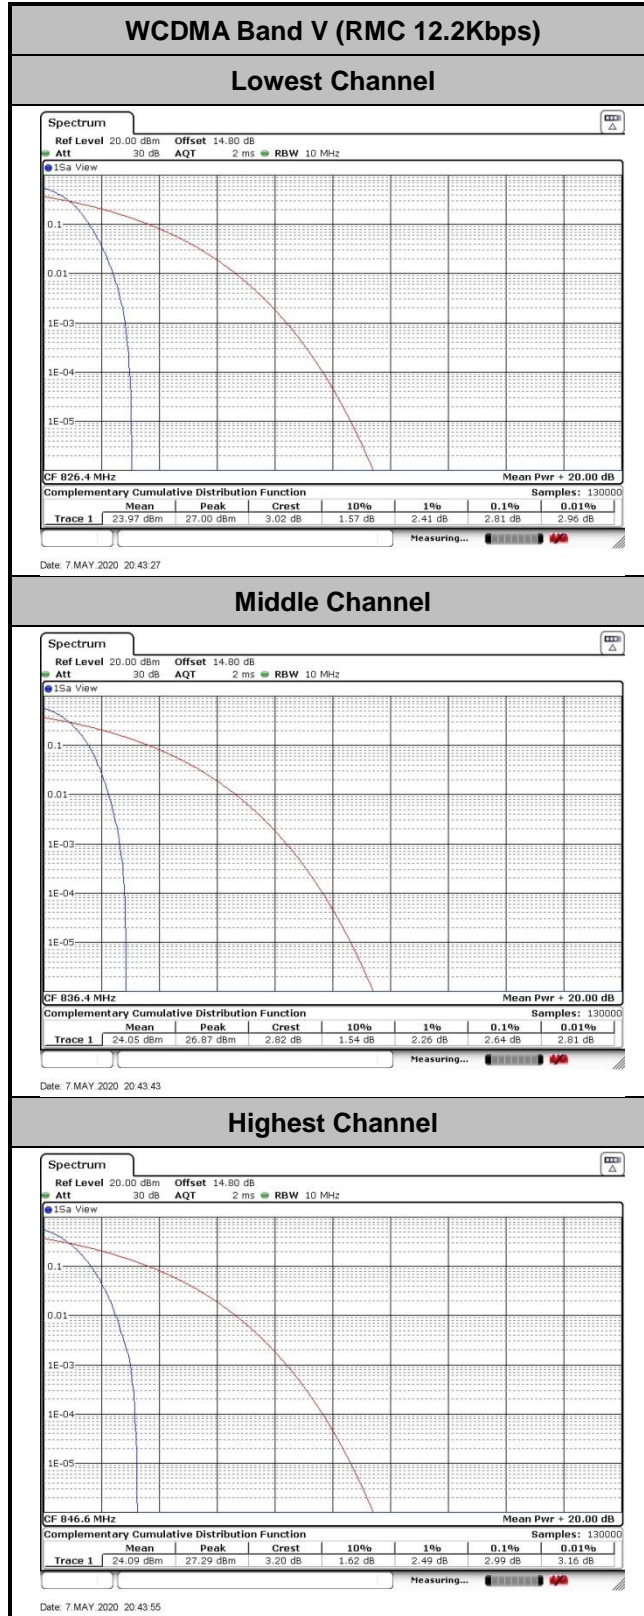 WCDMA Band V (RMC 12.2Kbps)
Lowest Channel
Spectrum
Ref Level 20.00 dBm Offset 14.80 dB
Att 30 dB AQT 2 ms RBW 10 MHz
1Sa View
0.1
0.01
1E-03
1E-04
1E-05
CF 826.4 MHz Mean Pwr + 20.00 dB
Complementary Cumulative Distribution Function Samples: 130000
Mean Peak Crest 10% 1% 0.1% 0.01%
Trace 1 23.97 dBm 27.00 dBm 3.02 dB 1.57 dB 2.41 dB 2.81 dB 2.96 dB
Measuring...
Date: 7.MAY.2020 20:43:27
Middle Channel
Spectrum
Ref Level 20.00 dBm Offset 14.80 dB
Att 30 dB AQT 2 ms RBW 10 MHz
1Sa View
0.1
0.01
1E-03
1E-04
1E-05
CF 836.4 MHz Mean Pwr + 20.00 dB
Complementary Cumulative Distribution Function Samples: 130000
Mean Peak Crest 10% 1% 0.1% 0.01%
Trace 1 24.05 dBm 26.87 dBm 2.82 dB 1.54 dB 2.26 dB 2.64 dB 2.81 dB
Measuring...
Date: 7.MAY.2020 20:43:43
Highest Channel
Spectrum
Ref Level 20.00 dBm Offset 14.80 dB
Att 30 dB AQT 2 ms RBW 10 MHz
1Sa View
0.1
0.01
1E-03
1E-04
1E-05
CF 846.6 MHz Mean Pwr + 20.00 dB
Complementary Cumulative Distribution Function Samples: 130000
Mean Peak Crest 10% 1% 0.1% 0.01%
Trace 1 24.09 dBm 27.29 dBm 3.20 dB 1.62 dB 2.49 dB 2.99 dB 3.16 dB
Measuring...
Date: 7.MAY.2020 20:43:55